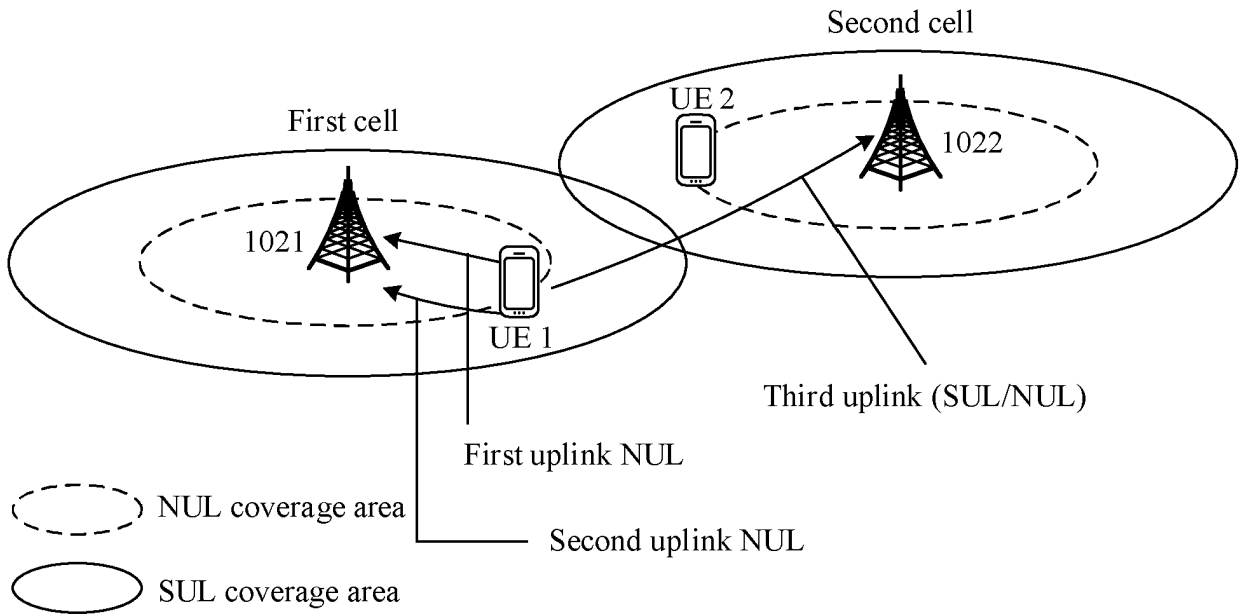 Second cell
UE 2
First cell
1022
1021
UE 1
Third uplink (SUL/NUL)
First uplink NUL
NUL coverage area
Second uplink NUL
SUL coverage area